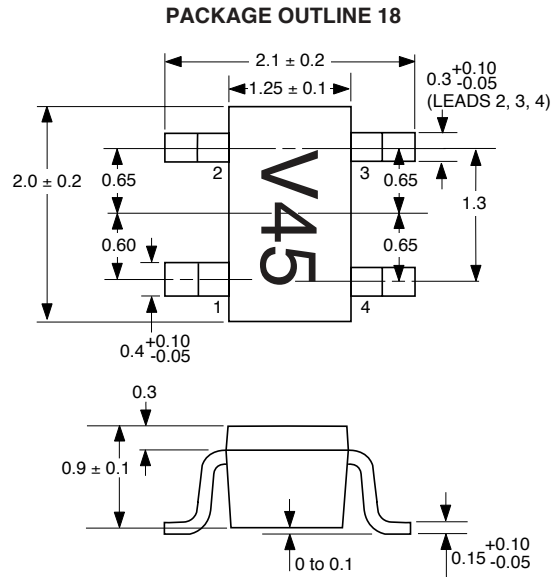 PACKAGE OUTLINE 18
2.1 ± 0.2
1.25 ± 0.1
0.3 +0.10 -0.05
(LEADS 2, 3, 4)
2
3
2.0 ± 0.2
0.65
0.65
V45
1.3
0.60
0.65
1
4
0.4 +0.10 -0.05
0.3
0.9 ± 0.1
0 to 0.1
0.15 +0.10 -0.05